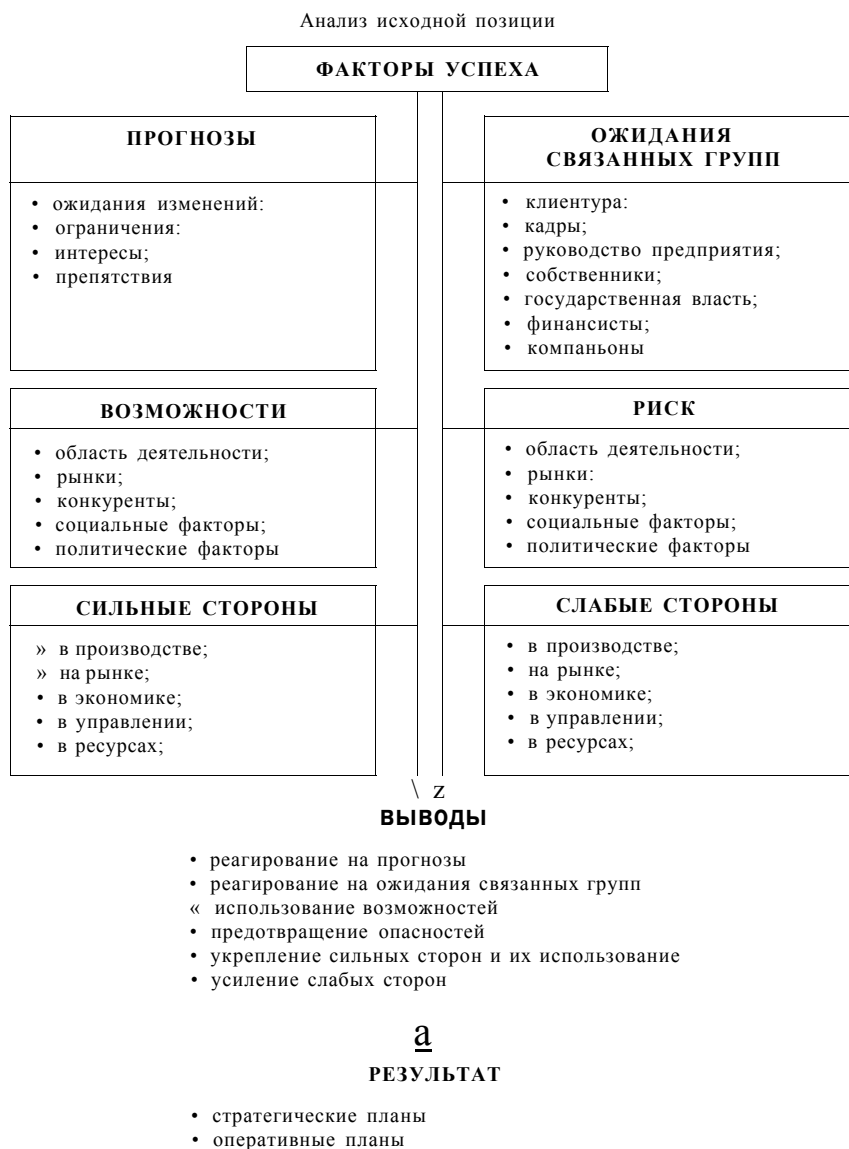 Анализ исходной позиции
ФАКТОРЫ УСПЕХА
ПРОГНОЗЫ
• ожидания изменений:
• ограничения:
• интересы;
• препятствия
ОЖИДАНИЯ
СВЯЗАННЫХ ГРУПП
• клиентура:
• кадры;
• руководство предприятия;
• собственники;
• государственная власть;
• финансисты;
• компаньоны
ВОЗМОЖНОСТИ
• область деятельности;
• рынки;
• конкуренты;
• социальные факторы;
• политические факторы
РИСК
• область деятельности;
• рынки:
• конкуренты;
• социальные факторы;
• политические факторы
СИЛЬНЫЕ СТОРОНЫ
» в производстве;
» на рынке;
• в экономике;
• в управлении;
• в ресурсах;
СЛАБЫЕ СТОРОНЫ
• в производстве;
• на рынке;
• в экономике;
• в управлении;
• в ресурсах;
\ z
ВЫВОДЫ
• реагирование на прогнозы
• реагирование на ожидания связанных групп
« использование возможностей
• предотвращение опасностей
• укрепление сильных сторон и их использование
• усиление слабых сторон
а
РЕЗУЛЬТАТ
• стратегические планы
• оперативные планы